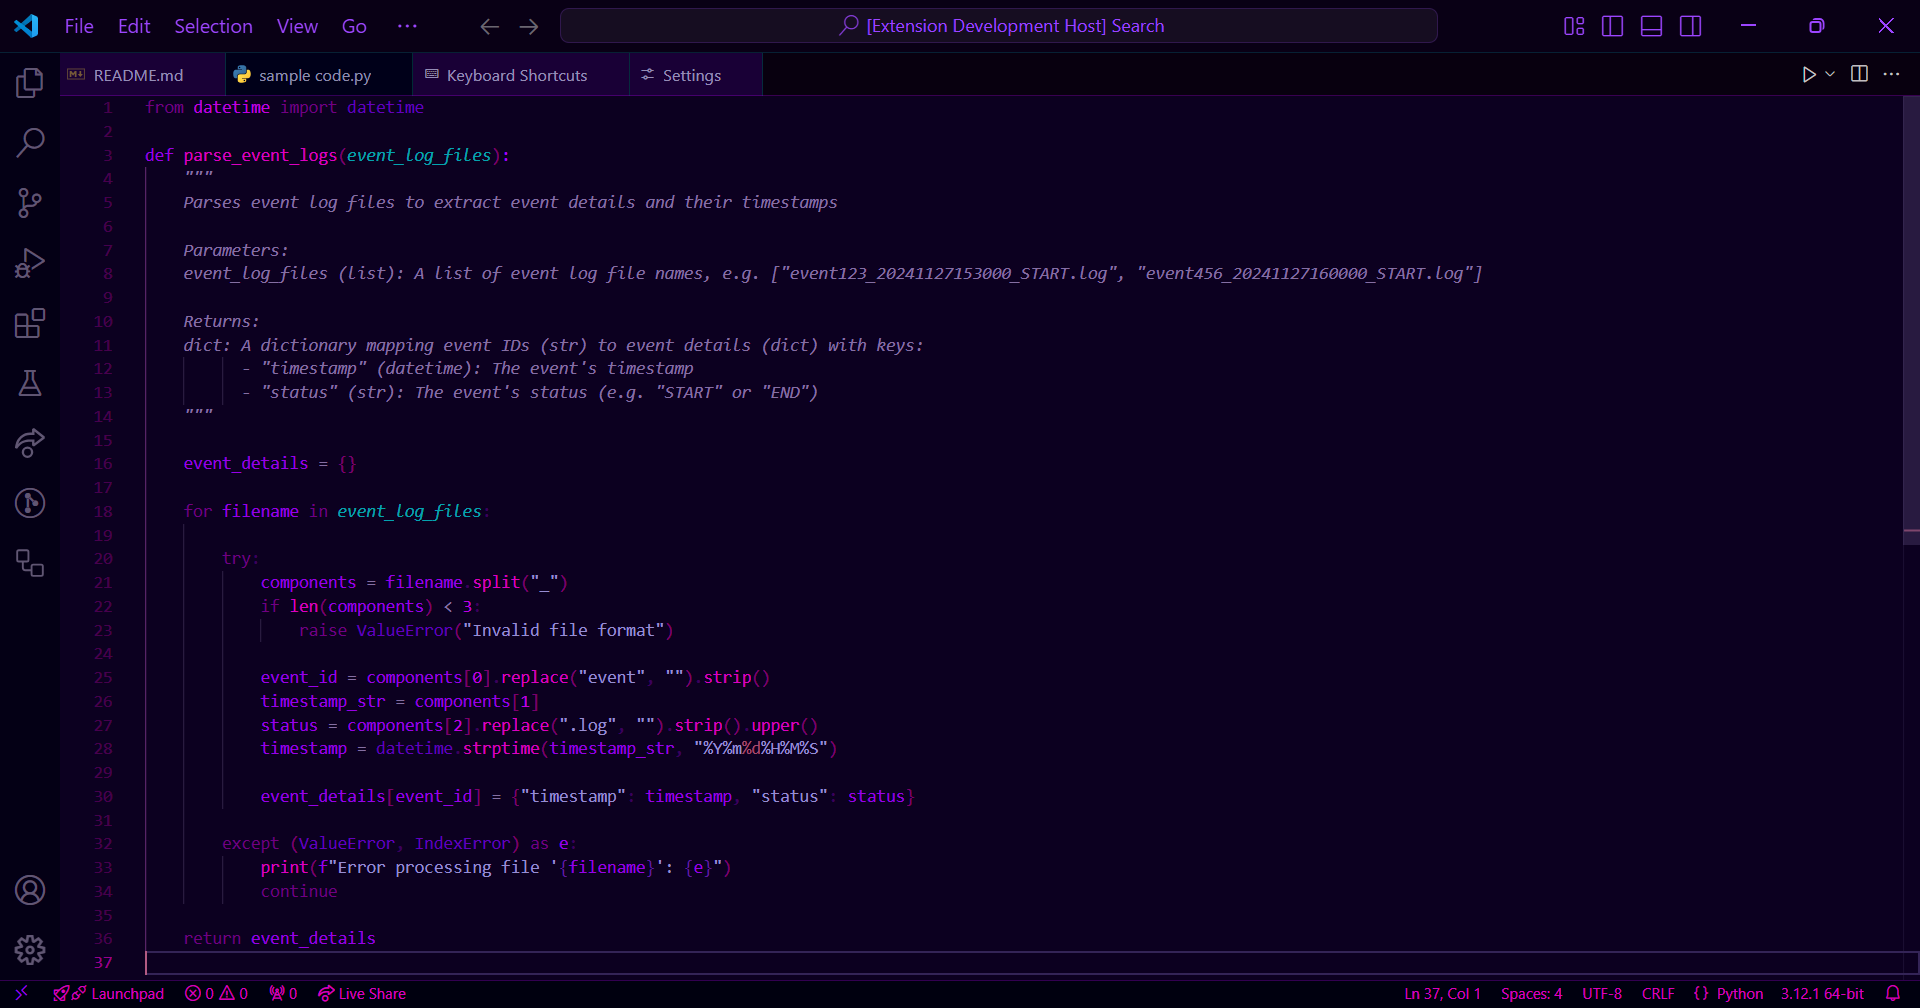 File Edit Selection View Go ··· [Extension Development Host] Search
README.md sample code.py Keyboard Shortcuts Settings
1 from datetime import datetime
2
3 def parse_event_logs(event_log_files):
4 """
5 Parses event log files to extract event details and their timestamps
6
7 Parameters:
8 event_log_files (list): A list of event log file names, e.g. ["event123_20241127153000_START.log", "event456_20241127160000_START.log"]
9
10 Returns:
11 dict: A dictionary mapping event IDs (str) to event details (dict) with keys:
12 - "timestamp" (datetime): The event's timestamp
13 - "status" (str): The event's status (e.g. "START" or "END")
14 """
15
16 event_details = {}
17
18 for filename in event_log_files:
19
20 try:
21 components = filename.split("_")
22 if len(components) < 3:
23 raise ValueError("Invalid file format")
24
25 event_id = components[0].replace("event", "").strip()
26 timestamp_str = components[1]
27 status = components[2].replace(".log", "").strip().upper()
28 timestamp = datetime.strptime(timestamp_str, "%Y%m%d%H%M%S")
29
30 event_details[event_id] = {"timestamp": timestamp, "status": status}
31
32 except (ValueError, IndexError) as e:
33 print(f"Error processing file '{filename}': {e}")
34 continue
35
36 return event_details
37
Launchpad 0 0 0 Live Share Ln 37, Col 1 Spaces: 4 UTF-8 CRLF {} Python 3.12.1 64-bit